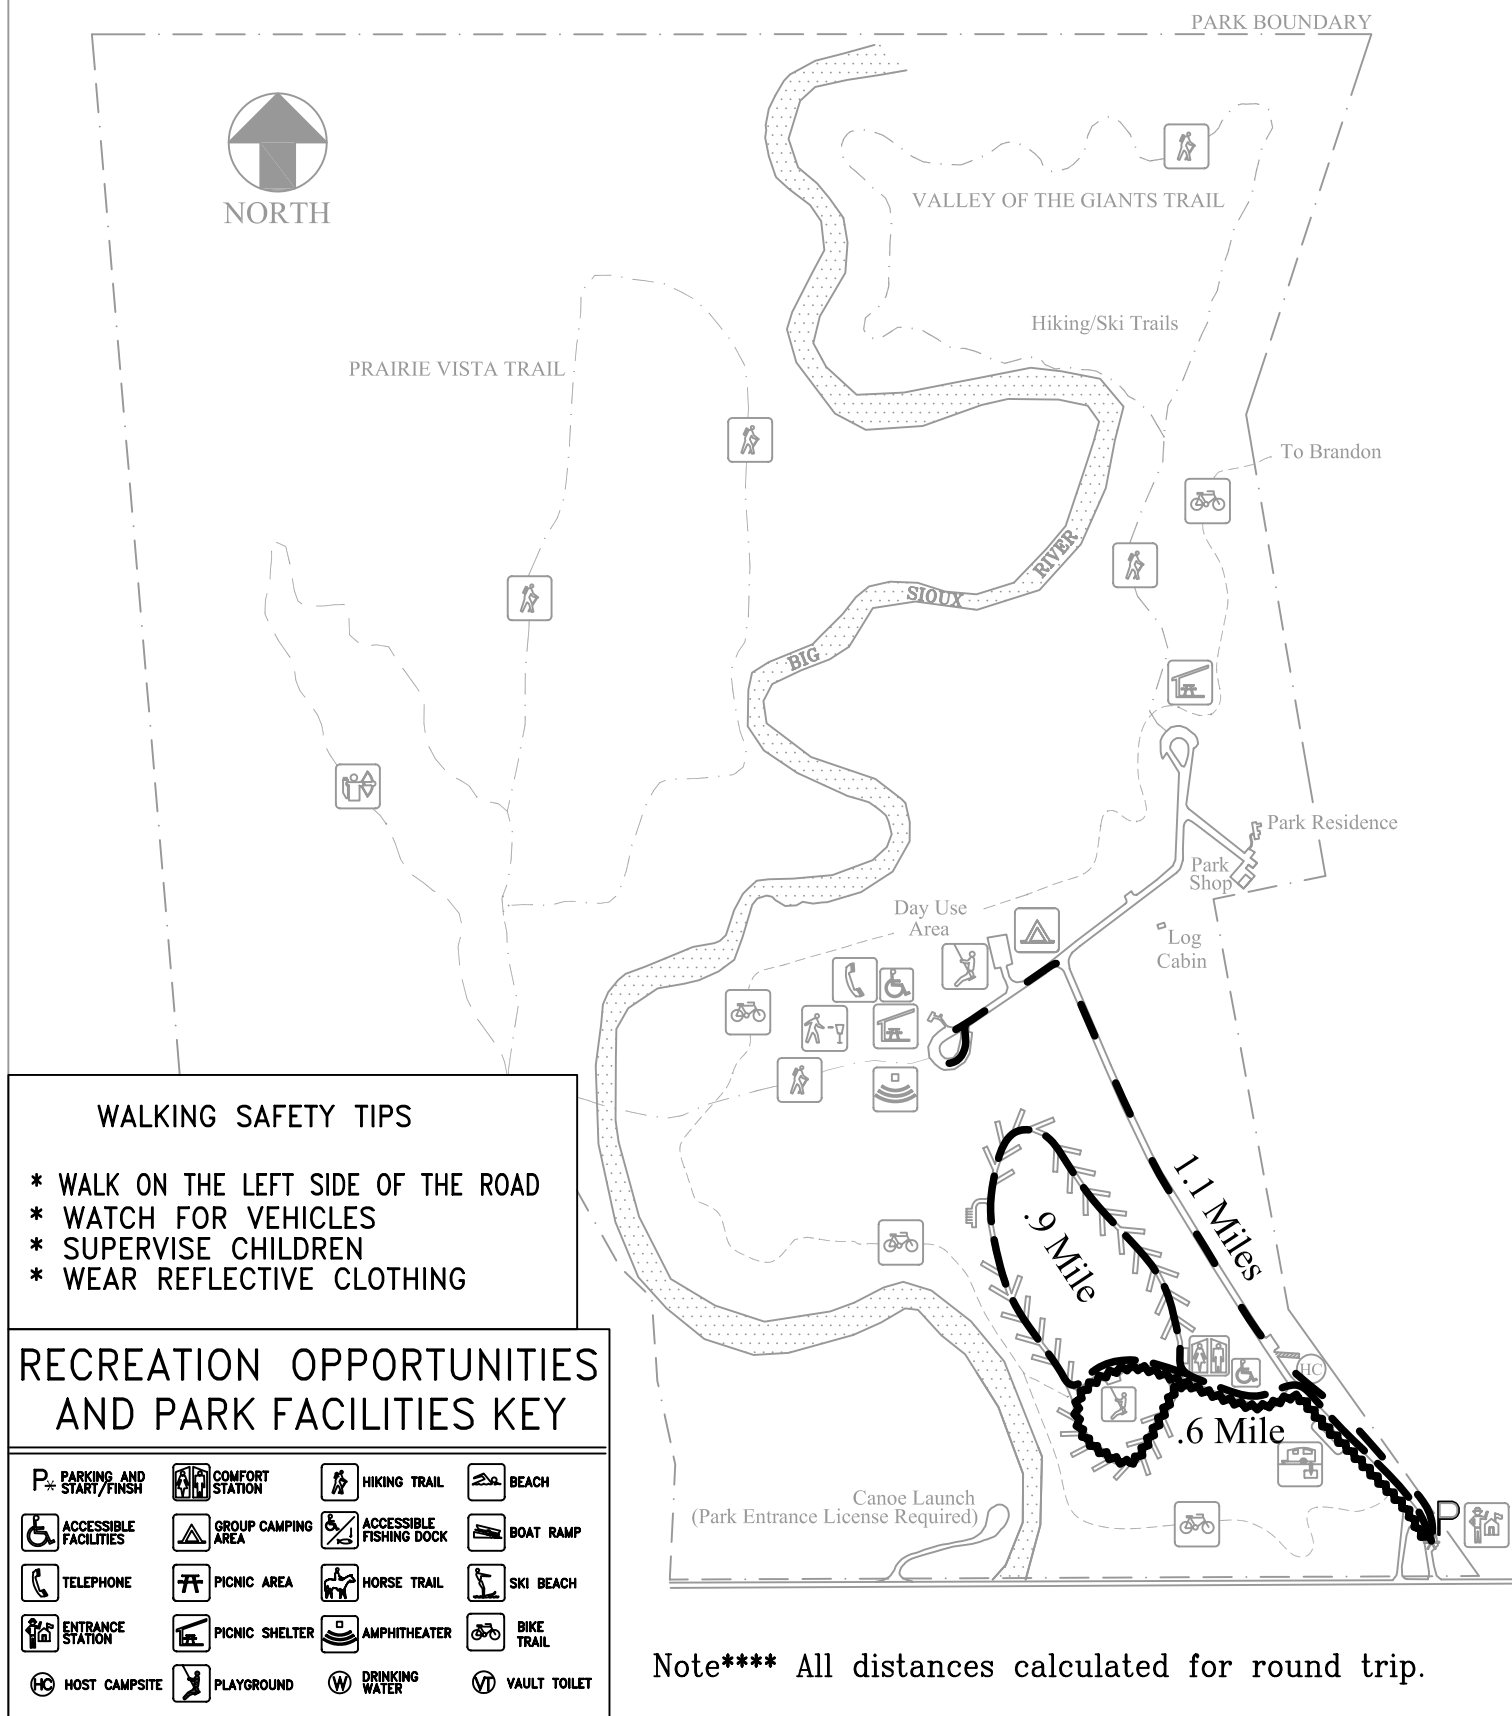 PARK BOUNDARY
NORTH
VALLEY OF THE GIANTS TRAIL
Hiking/Ski Trails
PRAIRIE VISTA TRAIL
To Brandon
RIVER
SIOUX
BIG
Park Residence
Park
Shop
Day Use
Area
Log
Cabin
WALKING SAFETY TIPS
* WALK ON THE LEFT SIDE OF THE ROAD
* WATCH FOR VEHICLES
* SUPERVISE CHILDREN
* WEAR REFLECTIVE CLOTHING
1.1 Miles
.9 Mile
HC
.6 Mile
P
Canoe Launch
(Park Entrance License Required)
RECREATION OPPORTUNITIES
AND PARK FACILITIES KEY
P* PARKING AND
START/FINSH
COMFORT
STATION
HIKING TRAIL
BEACH
ACCESSIBLE
FACILITIES
GROUP CAMPING
AREA
ACCESSIBLE
FISHING DOCK
BOAT RAMP
TELEPHONE
PICNIC AREA
HORSE TRAIL
SKI BEACH
ENTRANCE
STATION
PICNIC SHELTER
AMPHITHEATER
BIKE
TRAIL
HC HOST CAMPSITE
PLAYGROUND
W DRINKING
WATER
VT VAULT TOILET
Note**** All distances calculated for round trip.